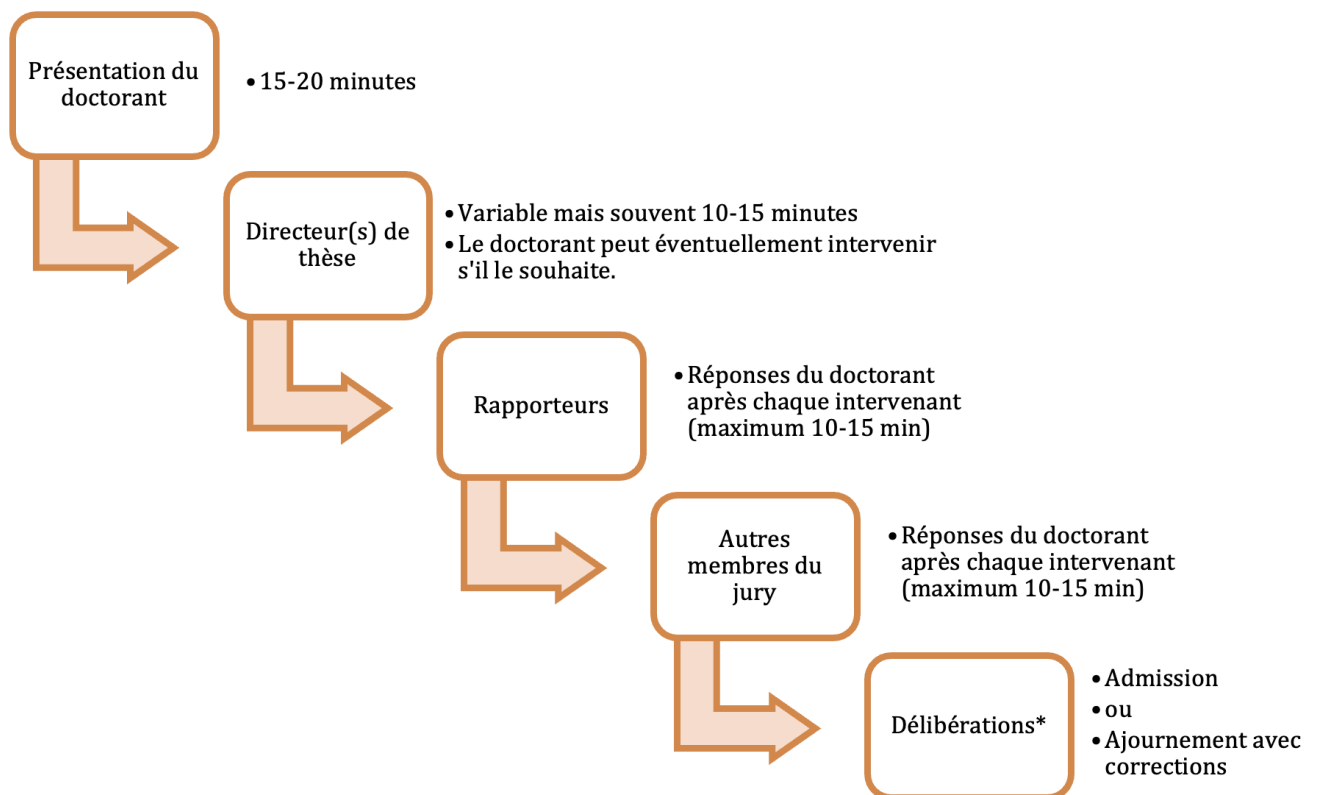 Présentation du
doctorant
• 15-20 minutes
Directeur(s) de
thèse
• Variable mais souvent 10-15 minutes
• Le doctorant peut éventuellement intervenir
s'il le souhaite.
Rapporteurs
• Réponses du doctorant
après chaque intervenant
(maximum 10-15 min)
Autres
membres du
jury
• Réponses du doctorant
après chaque intervenant
(maximum 10-15 min)
Délibérations*
• Admission
• ou
• Ajournement avec
corrections